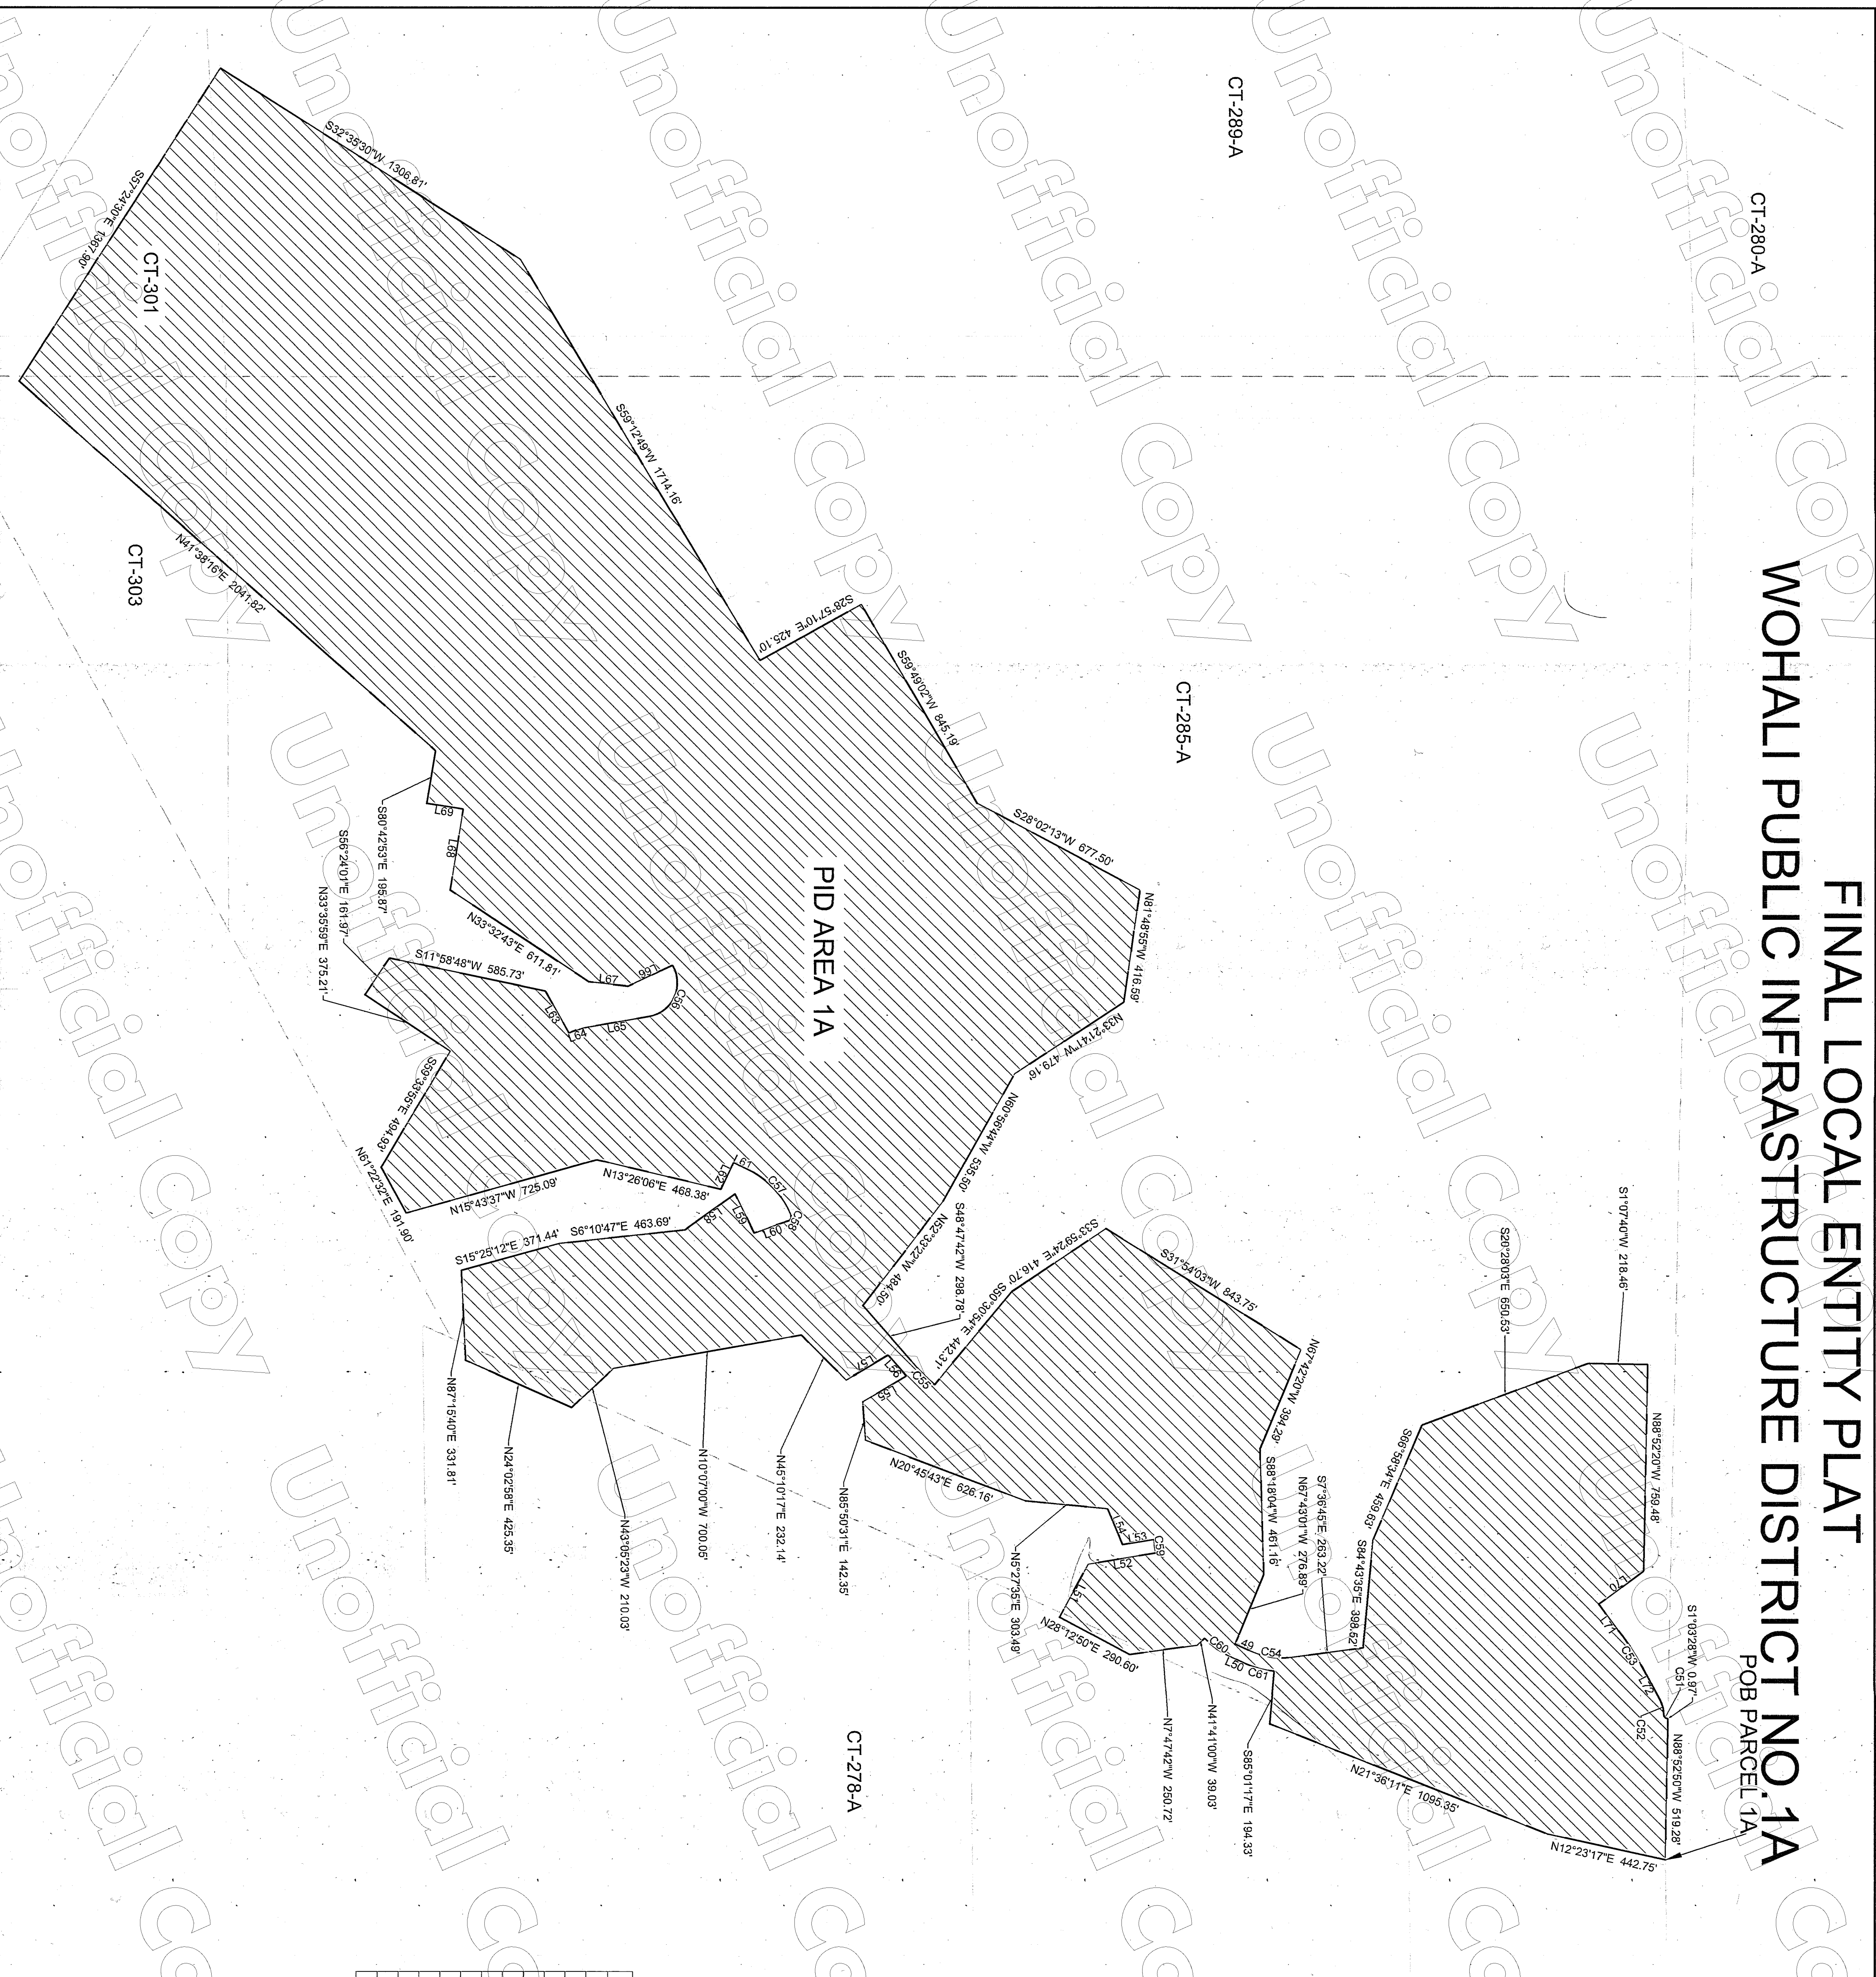 FINAL LOCAL ENTITY PLAT
WOHALI PUBLIC INFRASTRUCTURE DISTRICT NO.1A
POB PARCEL 1A
CT-280-A
CT-289-A
CT-285-A
CT-278-A
CT-301
CT-303
PID AREA 1A
N88°52'50"W 519.28'
S1°03'28"W 0.97'
C51
C52
L72
C53
L71
L70
N88°52'20"W 759.48'
S1°07'40"W 218.46'
S20°28'03"E 650.53'
S66°58'34"E 459.63'
S84°43'35"E 398.52'
S7°36'45"E 263.22'
C54
49
N67°43'01"W 276.89'
S88°18'04"W 461.16'
N67°42'20"W 394.29'
S31°54'03"W 843.75'
S33°59'24"E 416.70'
S50°30'54"E 442.31'
C55
S48°47'42"W 298.78'
N52°33'22"W 484.50'
N60°56'44"W 535.50'
N33°21'41"W 479.16'
N81°48'55"W 416.59'
S28°02'13"W 677.50'
S59°49'02"W 845.19'
S28°57'10"E 425.10'
S59°12'49"W 1714.16'
S32°35'30"W 1306.81'
S57°24'30"E 1367.90'
N41°38'16"E 2041.82'
S80°42'53"E 195.87'
L69
L68
N33°32'43"E 611.81'
L67
L66
C56
L65
L64
L63
S11°58'48"W 585.73'
S56°24'01"E 161.97'
N33°35'59"E 375.21'
S59°33'55"E 494.93'
N61°22'32"E 191.90'
N15°43'37"W 725.09'
N13°26'06"E 468.38'
L62
61
C57
C58
L60
L59
L58
S6°10'47"E 463.69'
S15°25'12"E 371.44'
N87°15'40"E 331.81'
N24°02'58"E 425.35'
N43°05'23"W 210.03'
N10°07'00"W 700.05'
N45°10'17"E 232.14'
L57
L56
55
N85°50'31"E 142.35'
N20°45'43"E 626.16'
N5°27'35"E 303.49'
L54
L53
C59
L52
L51
N28°12'50"E 290.60'
N7°47'42"W 250.72'
N41°41'00"W 39.03'
C60
L50
C61
S85°01'17"E 194.33'
N21°36'11"E 1095.35'
N12°23'17"E 442.75'
Unofficial Copy